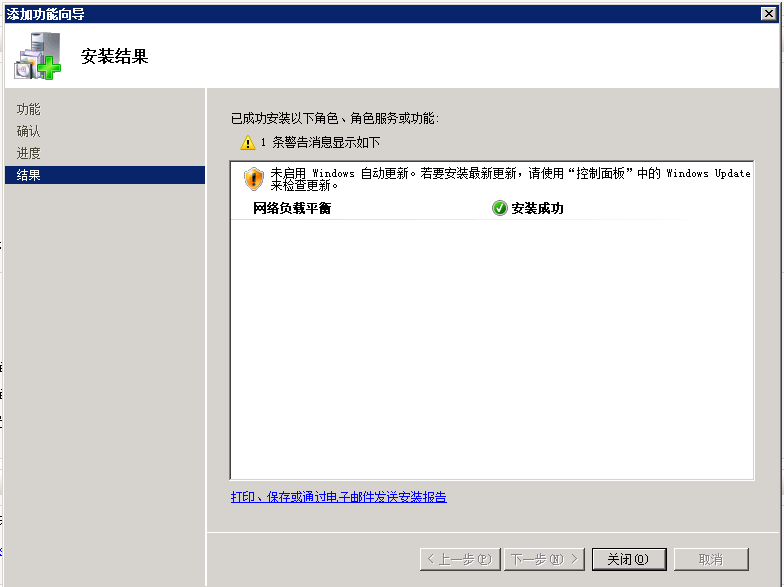 添加功能向导
安装结果
功能
确认
进度
结果
已成功安装以下角色、角色服务或功能:
1 条警告消息显示如下
未启用 Windows 自动更新。若要安装最新更新，请使用“控制面板”中的 Windows Update
来检查更新。
网络负载平衡 安装成功
打印、保存或通过电子邮件发送安装报告
< 上一步(P) 下一步(N) > 关闭(O) 取消